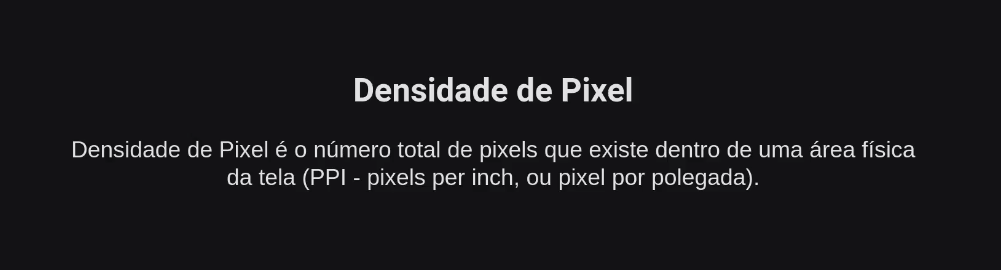 Densidade de Pixel
Densidade de Pixel é o número total de pixels que existe dentro de uma área física
da tela (PPI - pixels per inch, ou pixel por polegada).